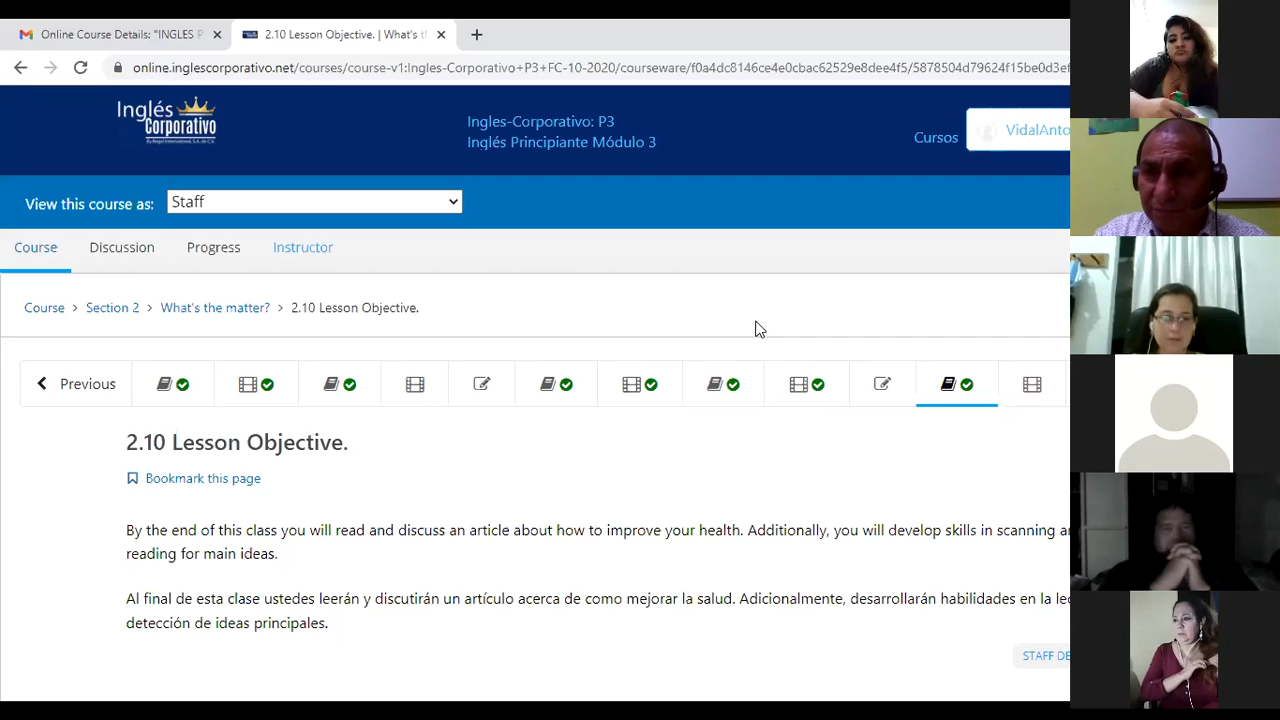 Online Course Details: "INGLES P
2.10 Lesson Objective. | What's t
online.inglescorporativo.net/courses/course-v1:Ingles-Corporativo+P3+FC-10-2020/courseware/f0a4dc8146ce4e0cbac62529e8dee4f5/5878504d79624f15be0d3ef
Inglés
Corporativo
Ingles-Corporativo: P3
Inglés Principiante Módulo 3
Cursos
VidalAnto
View this course as:
Staff
Course
Discussion
Progress
Instructor
Course > Section 2 > What's the matter? > 2.10 Lesson Objective.
Previous
2.10 Lesson Objective.
Bookmark this page
By the end of this class you will read and discuss an article about how to improve your health. Additionally, you will develop skills in scanning
reading for main ideas.
Al final de esta clase ustedes leerán y discutirán un artículo acerca de como mejorar la salud. Adicionalmente, desarrollarán habilidades en la
detección de ideas principales.
STAFF DE